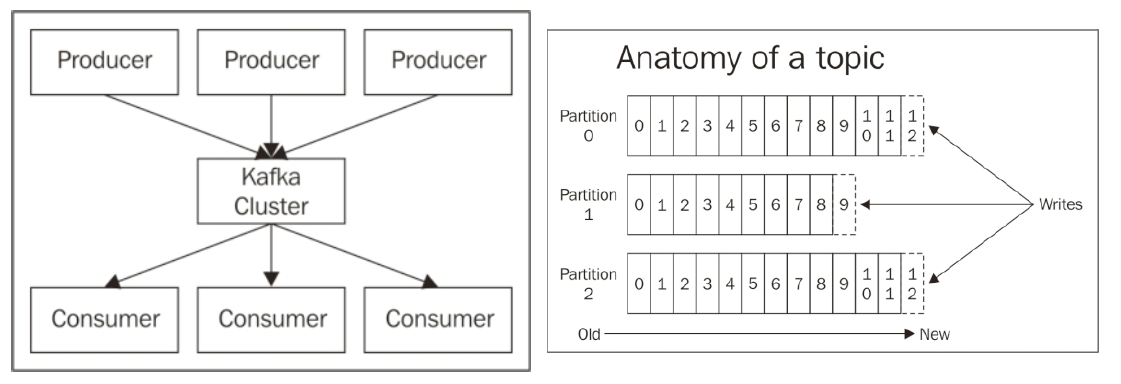 Producer
Producer
Producer
Kafka
Cluster
Consumer
Consumer
Consumer
Anatomy of a topic
Partition
0
0 1 2 3 4 5 6 7 8 9 10 11 12
Partition
1
0 1 2 3 4 5 6 7 8 9
Writes
Partition
2
0 1 2 3 4 5 6 7 8 9 10 11 12
Old
New